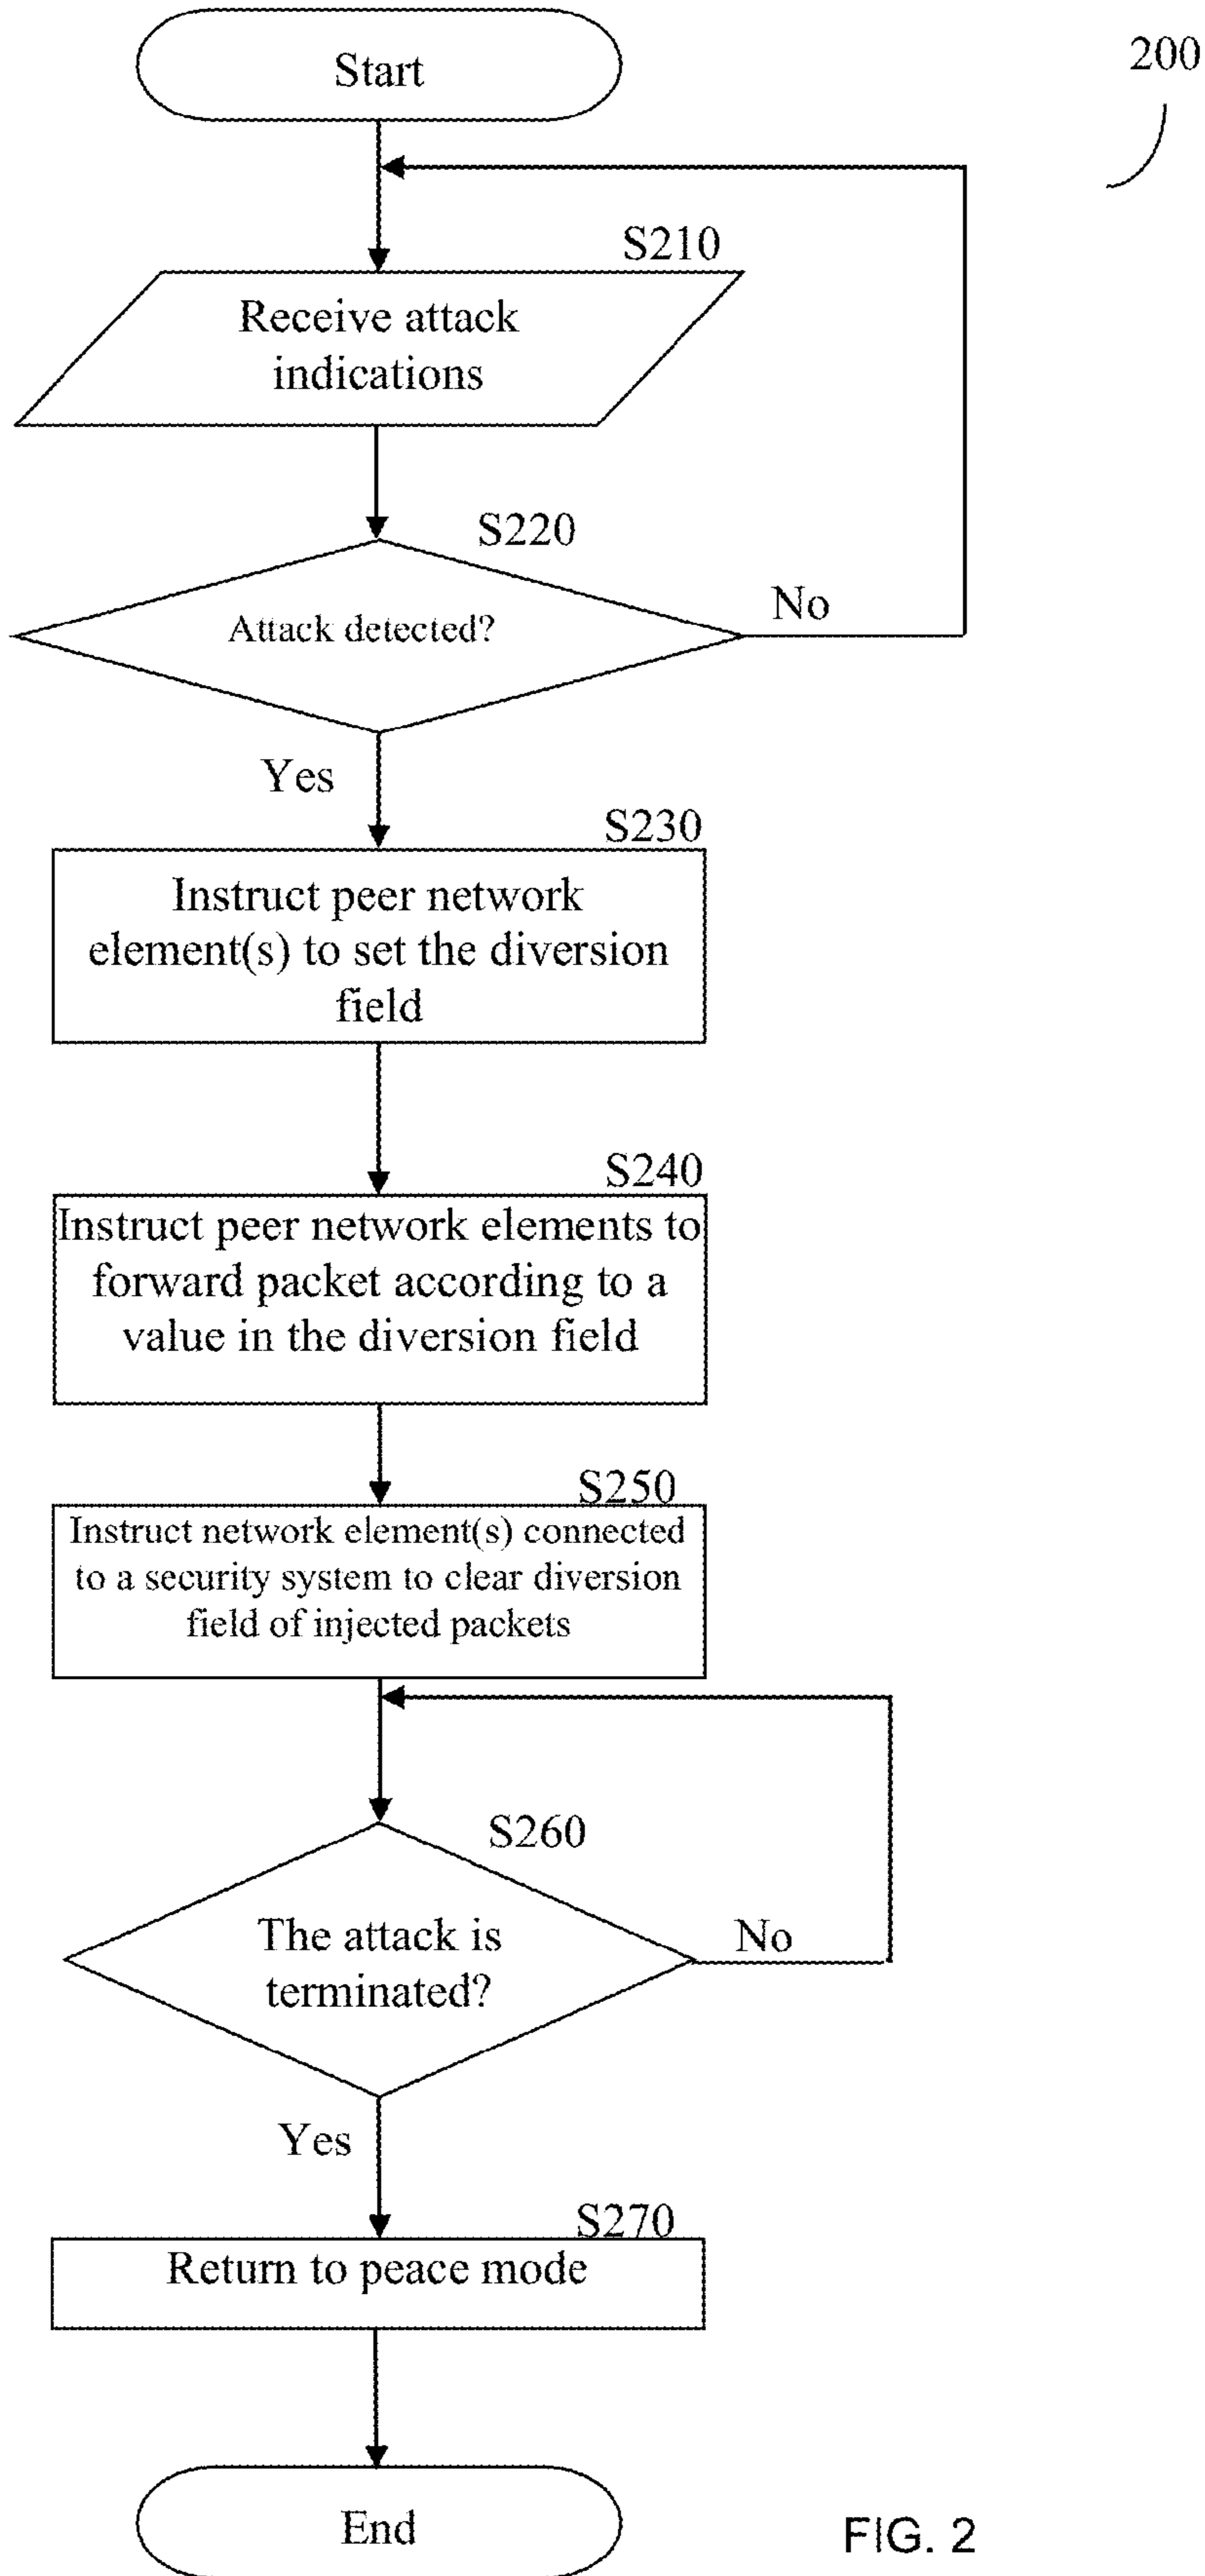 Start
200
S210
Receive attack
indications
S220
Attack detected?
No
Yes
S230
Instruct peer network
element(s) to set the diversion
field
S240
Instruct peer network elements to
forward packet according to a
value in the diversion field
S250
Instruct network element(s) connected
to a security system to clear diversion
field of injected packets
S260
The attack is
terminated?
No
Yes
S270
Return to peace mode
End
FIG. 2